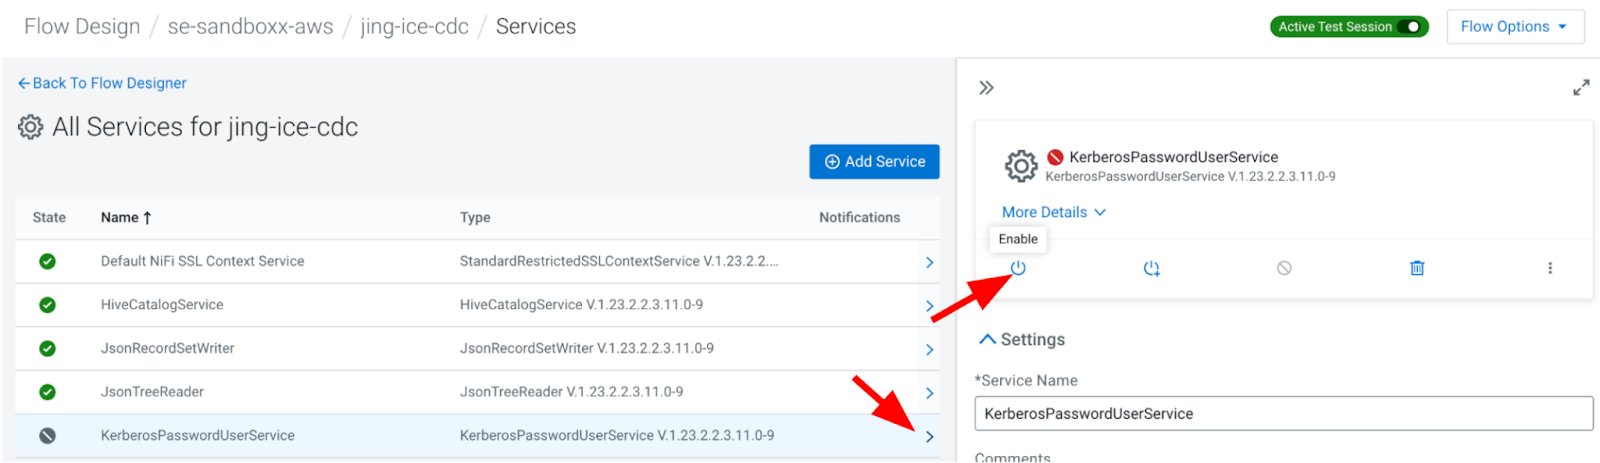 Flow Design / se-sandboxx-aws / jing-ice-cdc / Services
Active Test Session
Flow Options
Back To Flow Designer
All Services for jing-ice-cdc
Add Service
State Name Type Notifications
Default NiFi SSL Context Service StandardRestrictedSSLContextService V.1.23.2.2....
HiveCatalogService HiveCatalogService V.1.23.2.2.3.11.0-9
JsonRecordSetWriter JsonRecordSetWriter V.1.23.2.2.3.11.0-9
JsonTreeReader JsonTreeReader V.1.23.2.2.3.11.0-9
KerberosPasswordUserService KerberosPasswordUserService V.1.23.2.2.3.11.0-9
KerberosPasswordUserService
KerberosPasswordUserService V.1.23.2.2.3.11.0-9
More Details
Enable
Settings
*Service Name
KerberosPasswordUserService
Comments